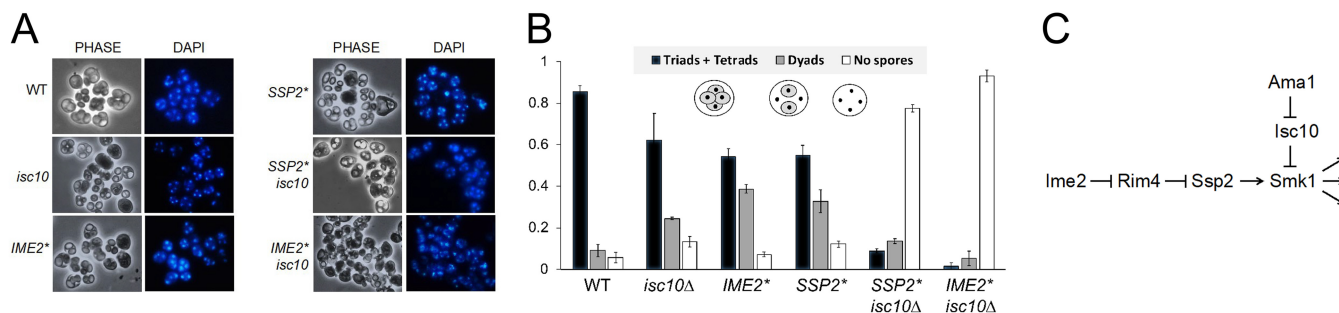 A
PHASE DAPI
WT
isc10
IME2*
PHASE DAPI
SSP2*
SSP2*
isc10
IME2*
isc10
B
Triads + Tetrads Dyads No spores
1
0.8
0.6
0.4
0.2
0
WT isc10Δ IME2* SSP2* SSP2* IME2*
isc10Δ isc10Δ
C
Ama1
Isc10
Ime2 Rim4 Ssp2 Smk1